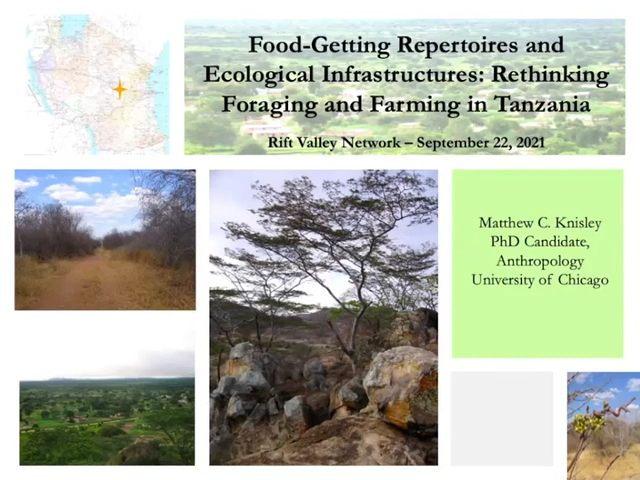 Food-Getting Repertoires and
Ecological Infrastructures: Rethinking
Foraging and Farming in Tanzania
Rift Valley Network – September 22, 2021
Matthew C. Knisley
PhD Candidate,
Anthropology
University of Chicago